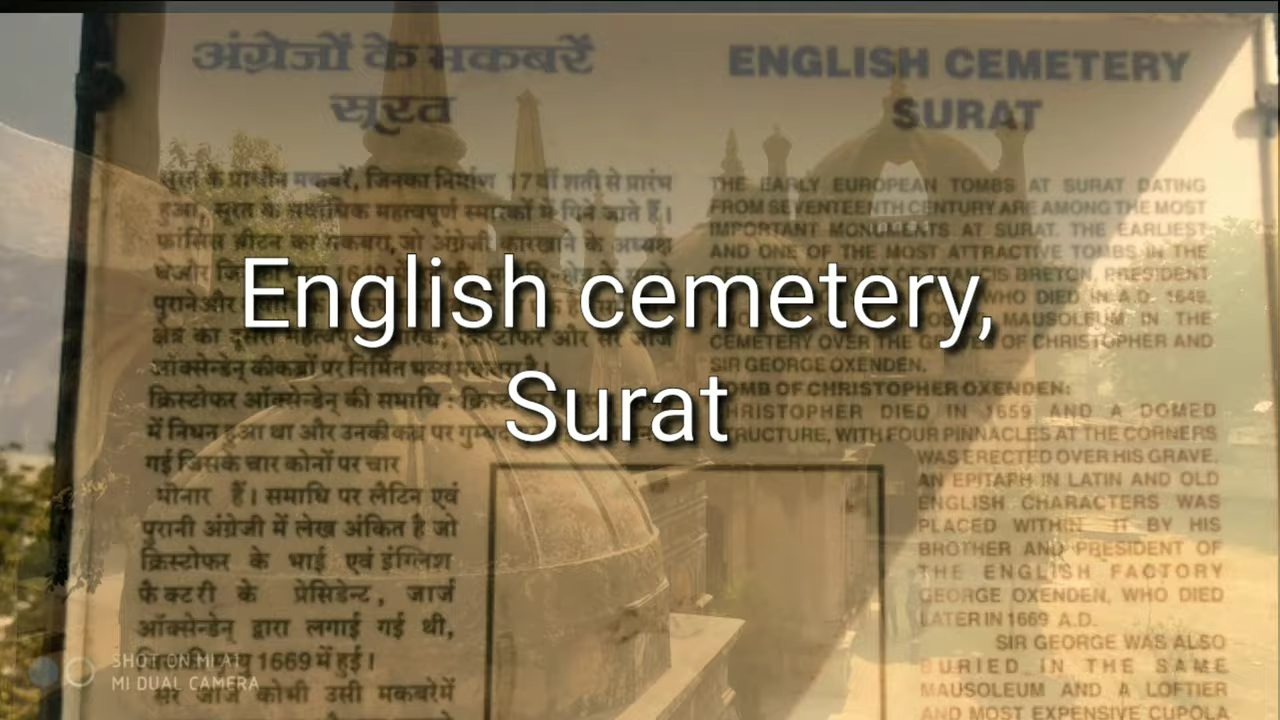 अंग्रेजों के मकबरें
सूरत
सूरत के प्राचीन मकबरें, जिनका निर्माण 17 वीं शती से प्रारंभ
हुआ, सूरत के सर्वाधिक महत्वपूर्ण स्मारकों में गिने जाते हैं।
फांसिस ब्रीटन का मकबरा, जो अंग्रेजी कारखाने के अध्यक्ष
क्षेत्र का दूसरा और सर जॉर्ज
ऑक्सेन्डेन् की कब्रों पर निर्मित भव्य
क्रिस्टोफर ऑक्सेन्डेन् की समाधि :
में निधन हुआ था और उनकी कब्र पर
गई जिसके चार कोनों पर चार
मीनार हैं। समाधि पर लैटिन एवं
पुरानी अंग्रेजी में लेख अंकित है जो
क्रिस्टोफर के भाई एवं इंग्लिश
फैक्टरी के प्रेसिडेन्ट, जार्ज
ऑक्सेन्डेन् द्वारा लगाई गई थी,
1669 में हुई।
सर जार्ज को भी उसी मकबरे में
ENGLISH CEMETERY
SURAT
THE EARLY EUROPEAN TOMBS AT SURAT DATING
FROM SEVENTEENTH CENTURY ARE AMONG THE MOST
IMPORTANT MONUMENTS AT SURAT. THE EARLIEST
AND ONE OF THE MOST ATTRACTIVE TOMBS IN THE
BRETON, PRESIDENT
WHO DIED IN A.D. 1649.
MAUSOLEUM IN THE
CEMETERY OVER THE OF CHRISTOPHER AND
SIR GEORGE OXENDEN.
TOMB OF CHRISTOPHER OXENDEN:
CHRISTOPHER DIED IN 1659 AND A DOMED
STRUCTURE, WITH FOUR PINNACLES AT THE CORNERS
WAS ERECTED OVER HIS GRAVE.
AN EPITAPH IN LATIN AND OLD
ENGLISH CHARACTERS WAS
PLACED WITHIN IT BY HIS
BROTHER AND PRESIDENT OF
THE ENGLISH FACTORY
GEORGE OXENDEN, WHO DIED
LATER IN 1669 A.D.
SIR GEORGE WAS ALSO
BURIED IN THE SAME
MAUSOLEUM AND A LOFTIER
AND MOST EXPENSIVE CUPOLA
English cemetery,
Surat
SHOT ON MI A1
MI DUAL CAMERA